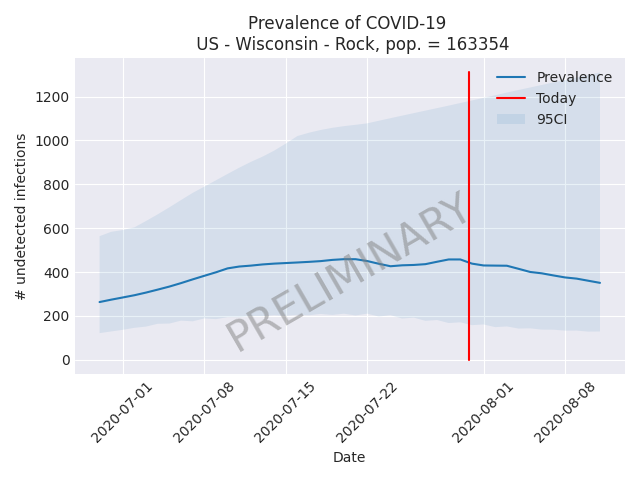 Prevalence of COVID-19
US - Wisconsin - Rock, pop. = 163354
Prevalence
Today
95CI
1200
1000
800
600
400
200
0
# undetected infections
PRELIMINARY
2020-07-01
2020-07-08
2020-07-15
2020-07-22
2020-08-01
2020-08-08
Date